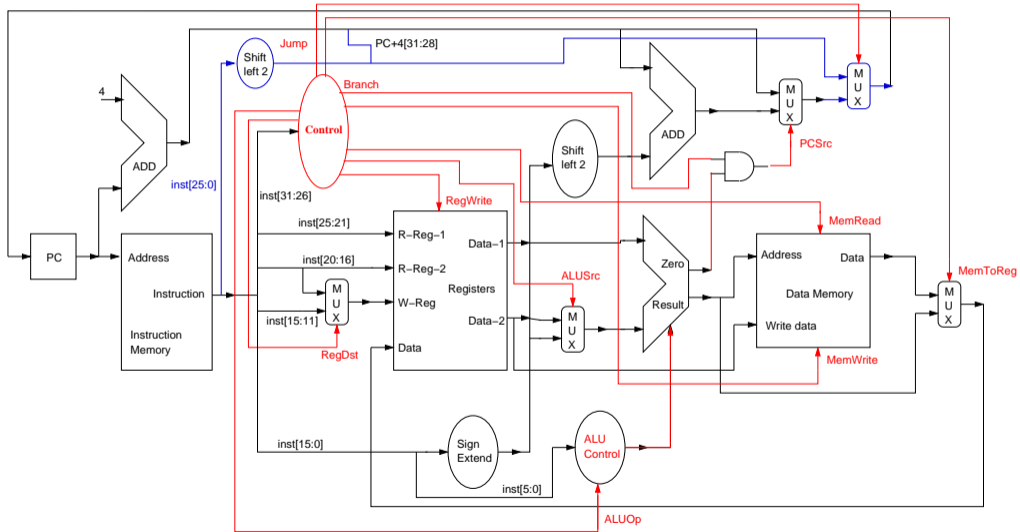 Jump
PC+4[31:28]
Shift
left 2
Branch
M
U
X
M
U
X
4
Control
ADD
ADD
Shift
left 2
PCSrc
inst[25:0]
inst[31:26]
RegWrite
inst[25:21]
MemRead
R-Reg-1
Data-1
PC
Address
Address
Data
Zero
inst[20:16]
R-Reg-2
MemToReg
ALUSrc
Instruction
M
U
X
W-Reg
Registers
Result
Data Memory
M
U
X
inst[15:11]
Data-2
M
U
X
Write data
Instruction
Memory
RegDst
Data
MemWrite
inst[15:0]
Sign
Extend
ALU
Control
inst[5:0]
ALUOp